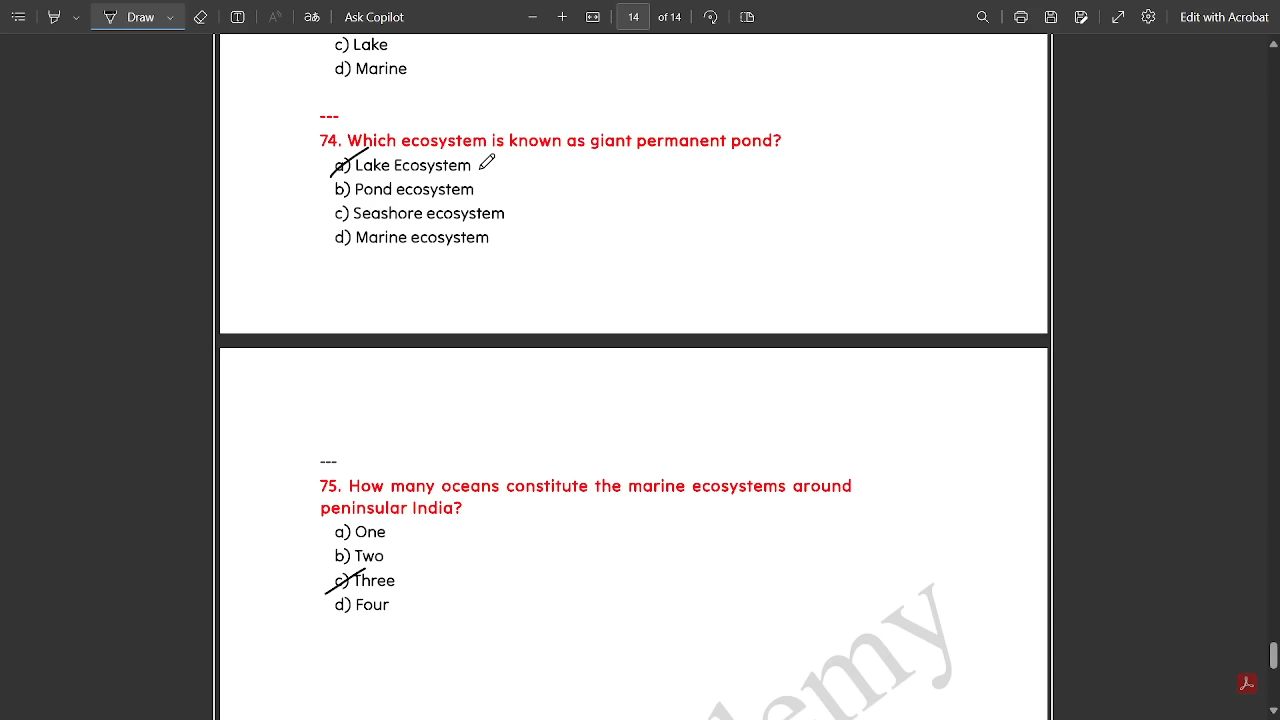 Draw
Ask Copilot
14
of 14
Edit with Acrobat
c) Lake
d) Marine
---
74. Which ecosystem is known as giant permanent pond?
a) Lake Ecosystem
b) Pond ecosystem
c) Seashore ecosystem
d) Marine ecosystem
---
75. How many oceans constitute the marine ecosystems around
peninsular India?
a) One
b) Two
c) Three
d) Four